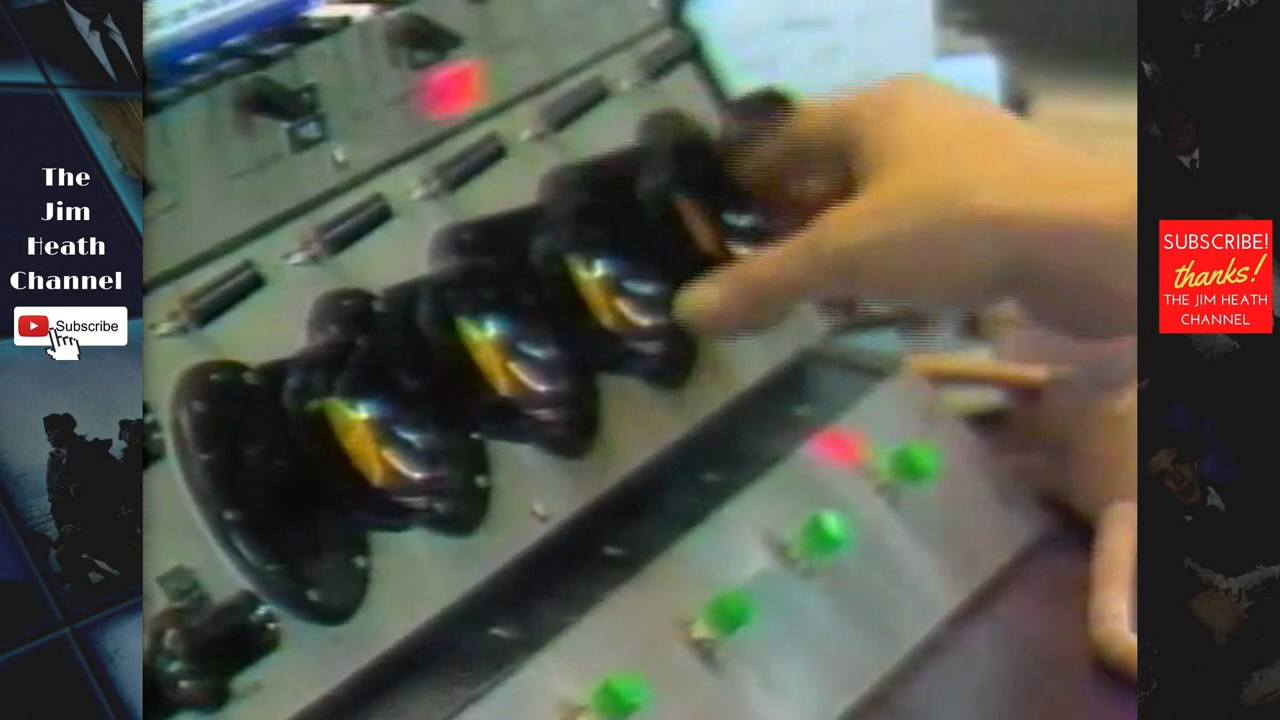 The
Jim
Heath
Channel
Subscribe
SUBSCRIBE!
thanks!
THE JIM HEATH
CHANNEL